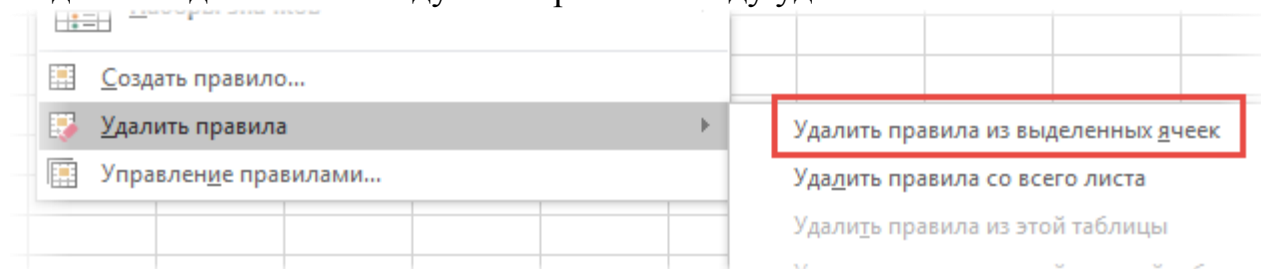 Создать правило...
Удалить правила
Управление правилами...
Удалить правила из выделенных ячеек
Удалить правила со всего листа
Удалить правила из этой таблицы